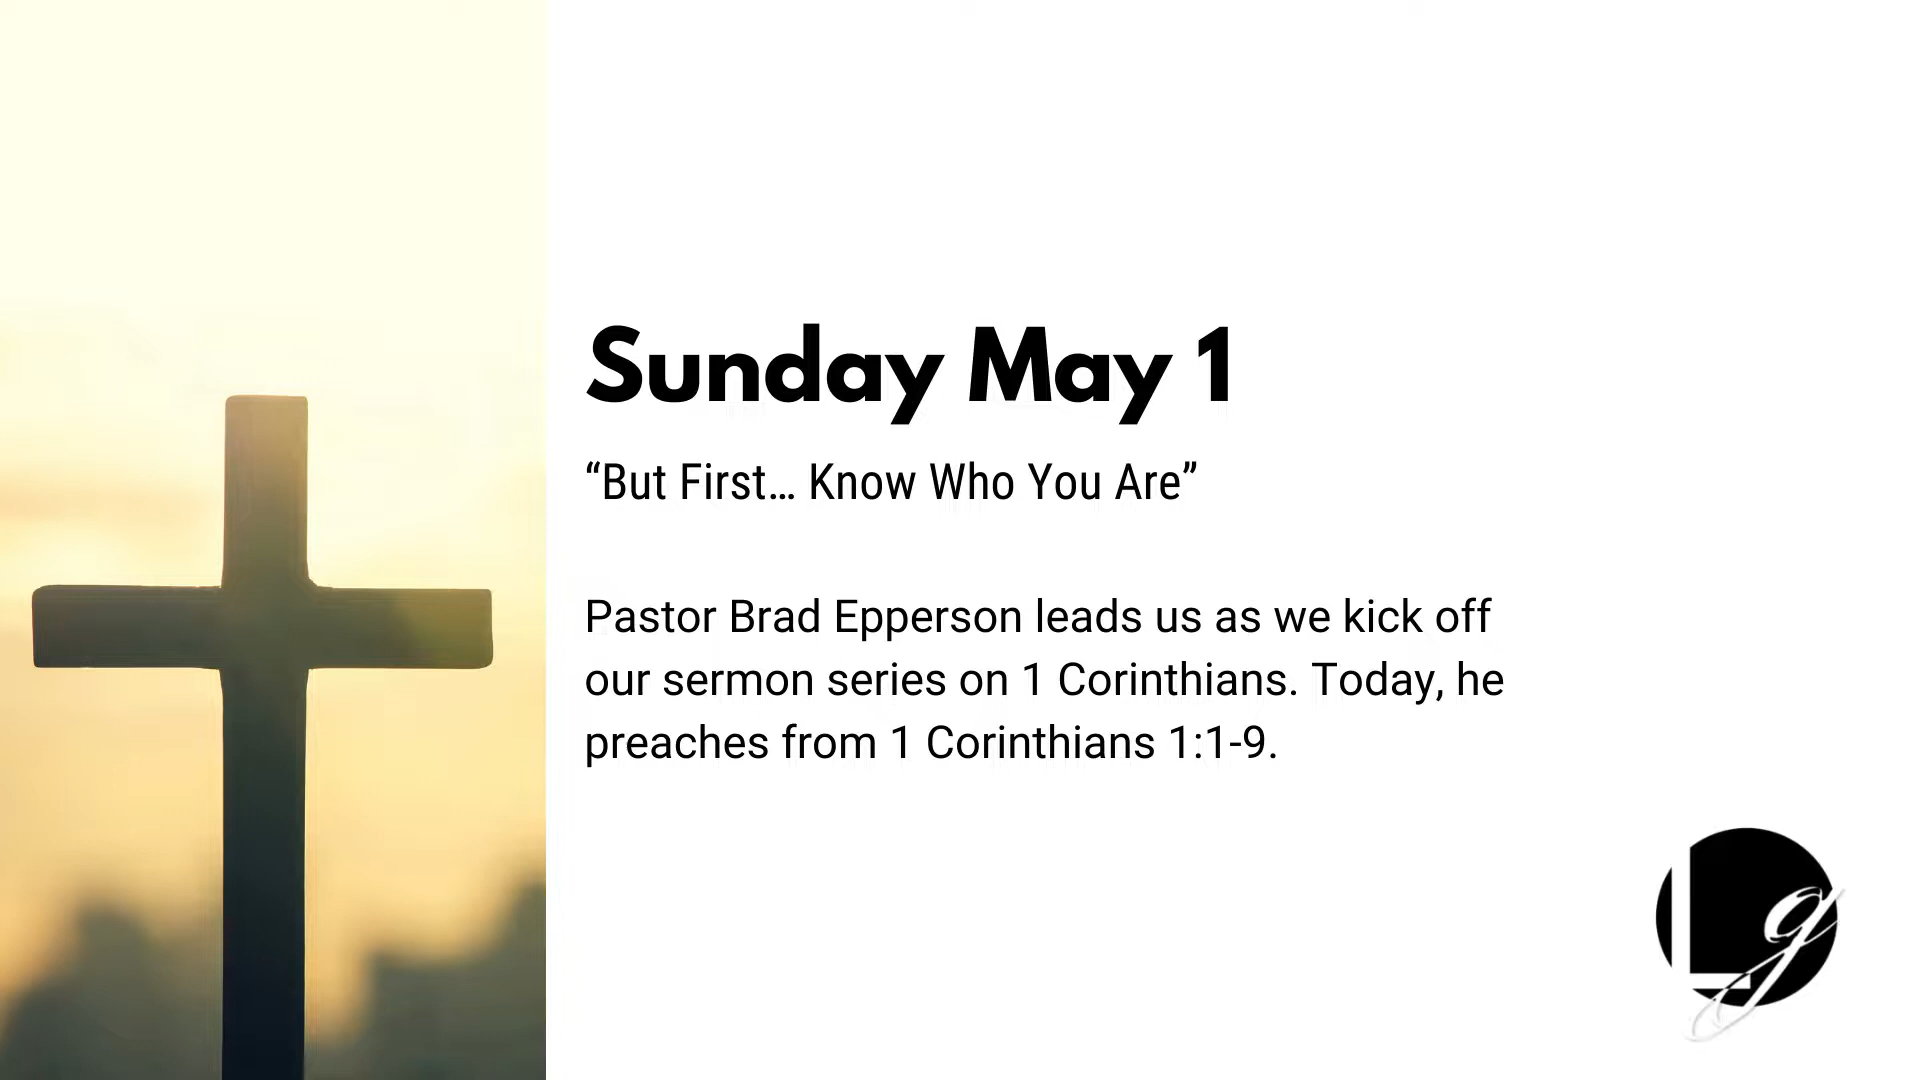 Sunday May 1
“But First… Know Who You Are”
Pastor Brad Epperson leads us as we kick off
our sermon series on 1 Corinthians. Today, he
preaches from 1 Corinthians 1:1-9.
Lg